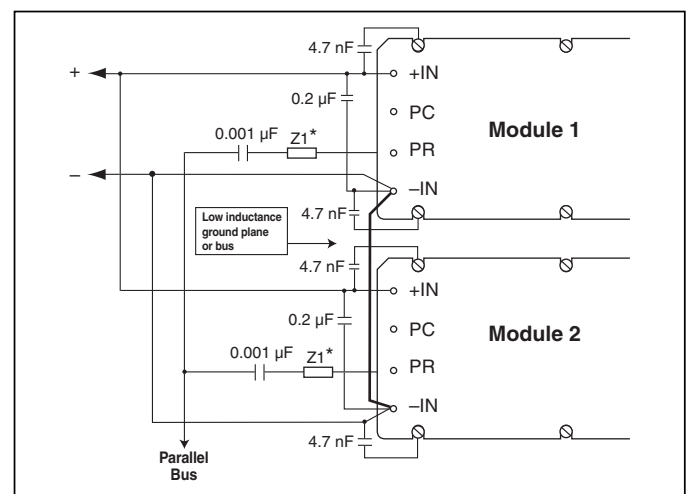 4.7 nF
+
+IN
0.2 µF
PC
Module 1
0.001 µF
Z1*
PR
–
–IN
Low inductance
ground plane
or bus
4.7 nF
4.7 nF
+IN
0.2 µF
PC
Module 2
0.001 µF
Z1*
PR
–IN
4.7 nF
Parallel
Bus